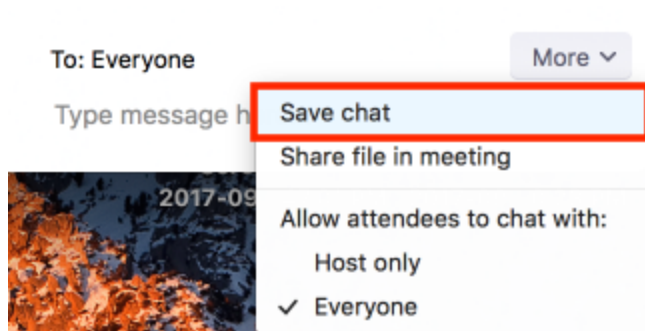 To: Everyone
More
Type message h
Save chat
Share file in meeting
2017-09
Allow attendees to chat with:
Host only
Everyone